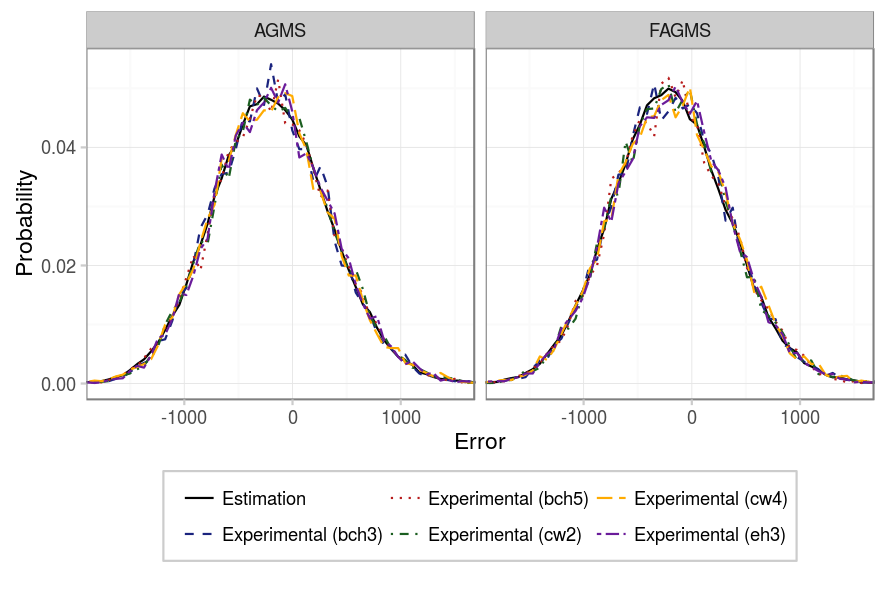 AGMS FAGMS
Probability
0.04
0.02
0.00
-1000 0 1000 -1000 0 1000
Error
Estimation Experimental (bch5) Experimental (cw4)
Experimental (bch3) Experimental (cw2) Experimental (eh3)